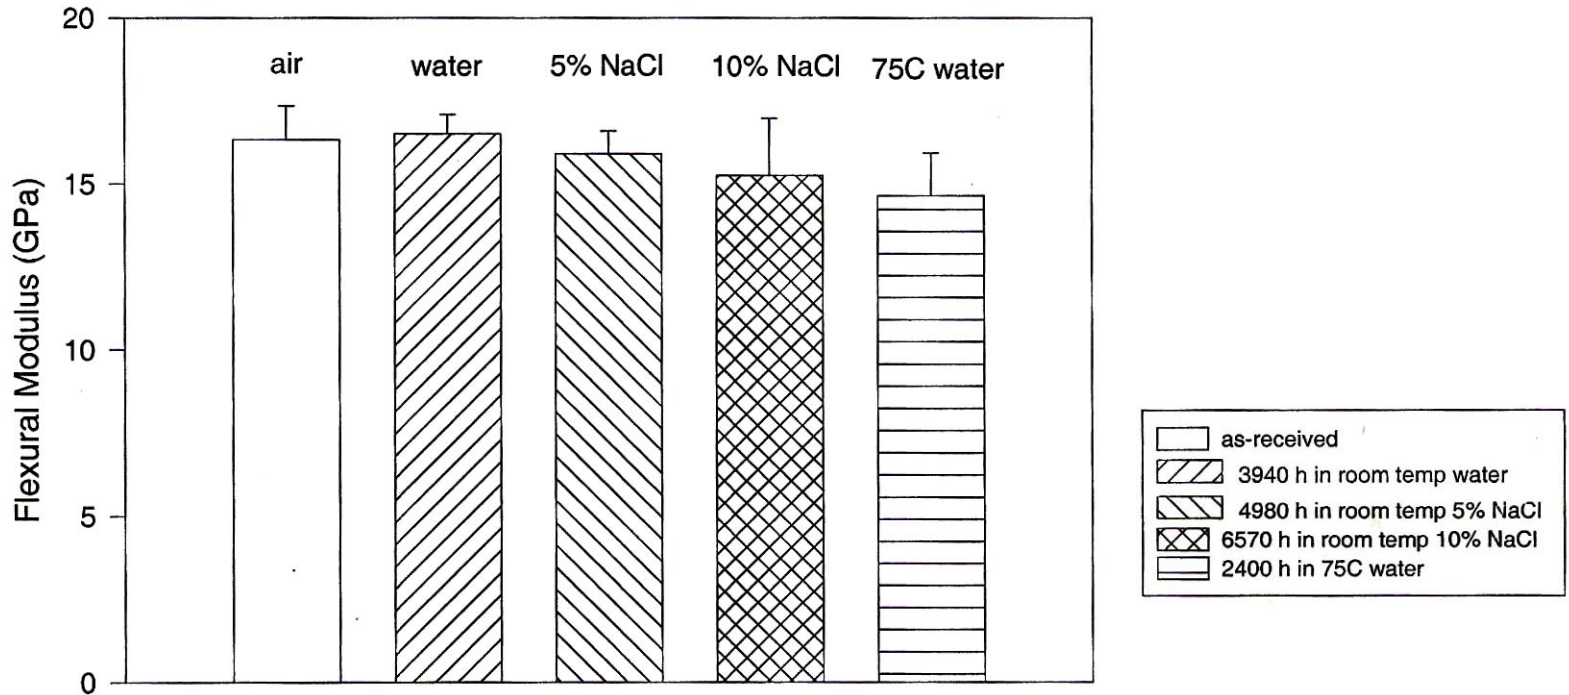 20
15
10
5
0
Flexural Modulus (GPa)
air
water
5% NaCl
10% NaCl
75C water
as-received
3940 h in room temp water
4980 h in room temp 5% NaCl
6570 h in room temp 10% NaCl
2400 h in 75C water